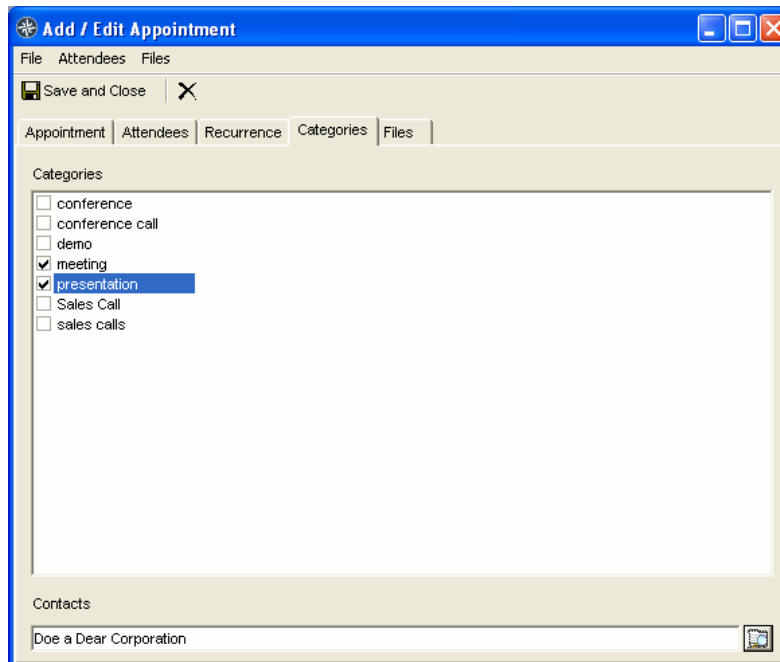 Add / Edit Appointment
File Attendees Files
Save and Close
Appointment Attendees Recurrence Categories Files
Categories
conference
conference call
demo
meeting
presentation
Sales Call
sales calls
Contacts
Doe a Dear Corporation